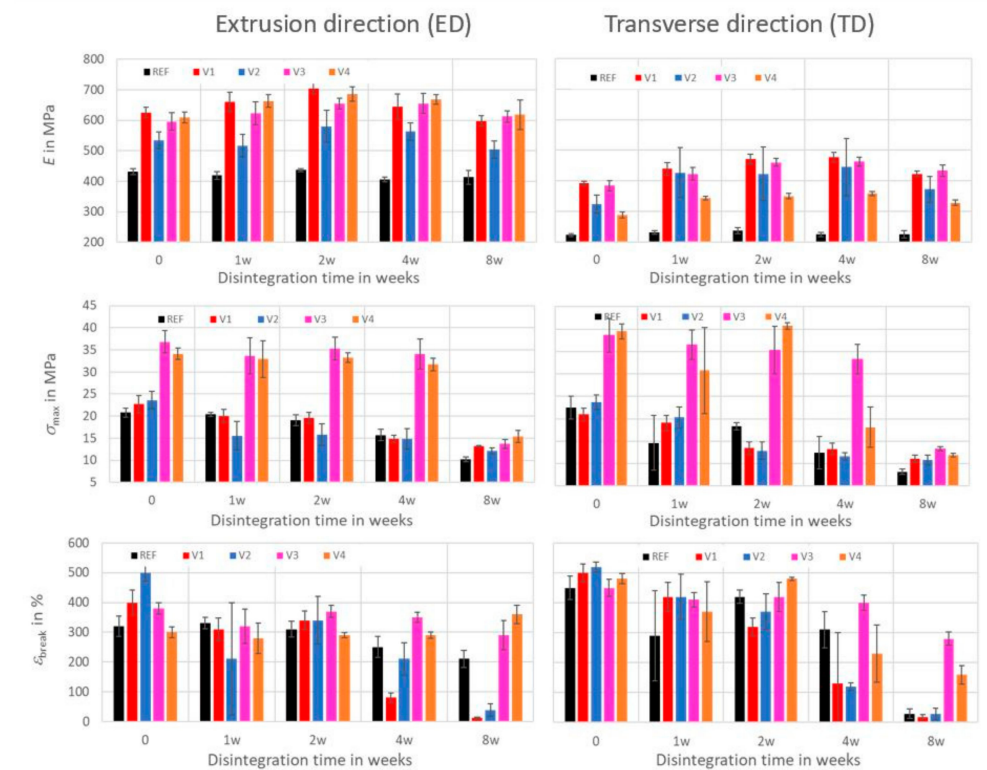 Extrusion direction (ED)
Transverse direction (TD)
E in MPa
800
700
600
500
400
300
200
REF V1 V2 V3 V4
0 1w 2w 4w 8w
Disintegration time in weeks
REF V1 V2 V3 V4
0 1w 2w 4w 8w
Disintegration time in weeks
σmax in MPa
45
40
35
30
25
20
15
10
5
REF V1 V2 V3 V4
0 1w 2w 4w 8w
Disintegration time in weeks
REF V1 V2 V3 V4
0 1w 2w 4w 8w
Disintegration time in weeks
εbreak in %
600
500
400
300
200
100
0
REF V1 V2 V3 V4
0 1w 2w 4w 8w
Disintegration time in weeks
REF V1 V2 V3 V4
0 1w 2w 4w 8w
Disintegration time in weeks